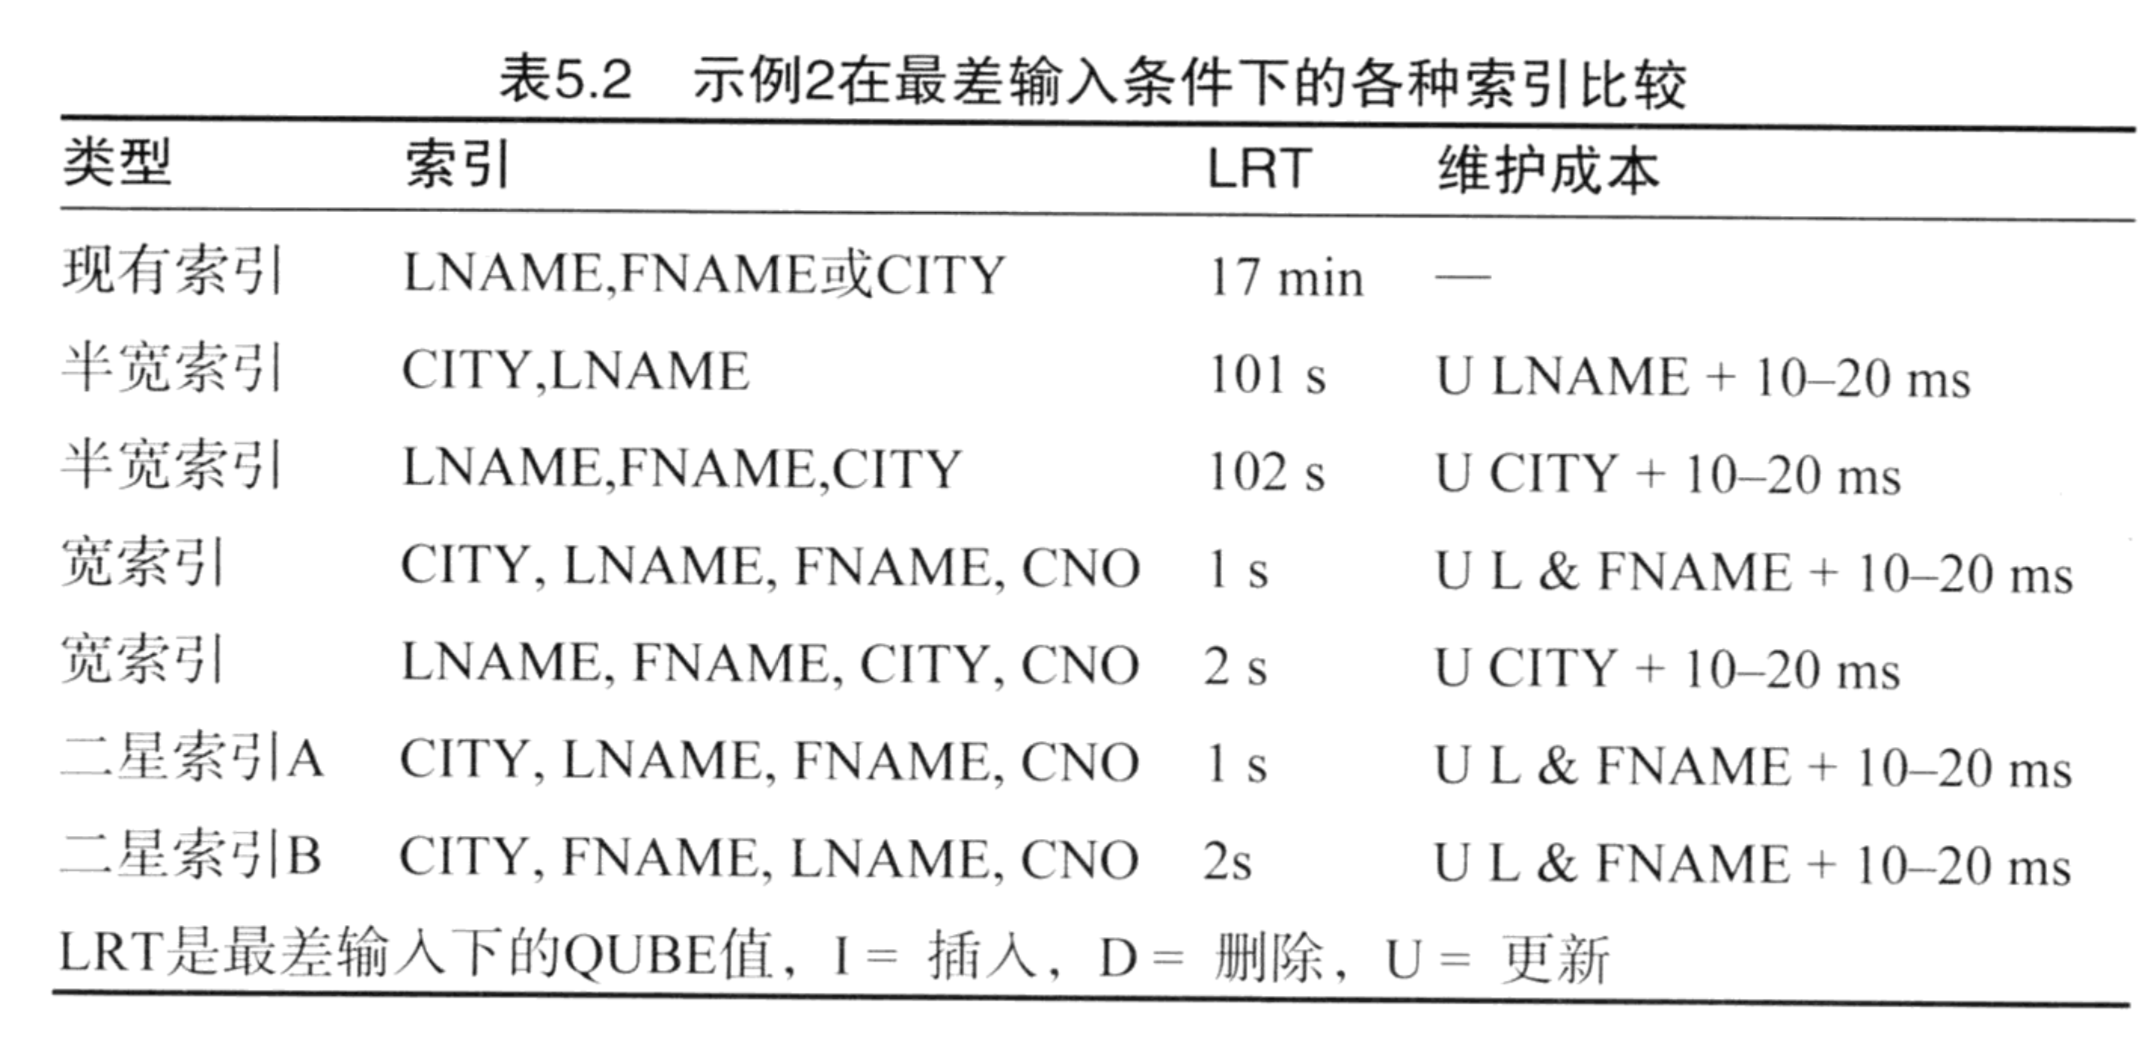 表5.2 示例2在最差输入条件下的各种索引比较
类型 索引 LRT 维护成本
现有索引 LNAME,FNAME或CITY 17 min —
半宽索引 CITY,LNAME 101 s U LNAME + 10–20 ms
半宽索引 LNAME,FNAME,CITY 102 s U CITY + 10–20 ms
宽索引 CITY, LNAME, FNAME, CNO 1 s U L & FNAME + 10–20 ms
宽索引 LNAME, FNAME, CITY, CNO 2 s U CITY + 10–20 ms
二星索引A CITY, LNAME, FNAME, CNO 1 s U L & FNAME + 10–20 ms
二星索引B CITY, FNAME, LNAME, CNO 2s U L & FNAME + 10–20 ms
LRT是最差输入下的QUBE值，I = 插入，D = 删除，U = 更新